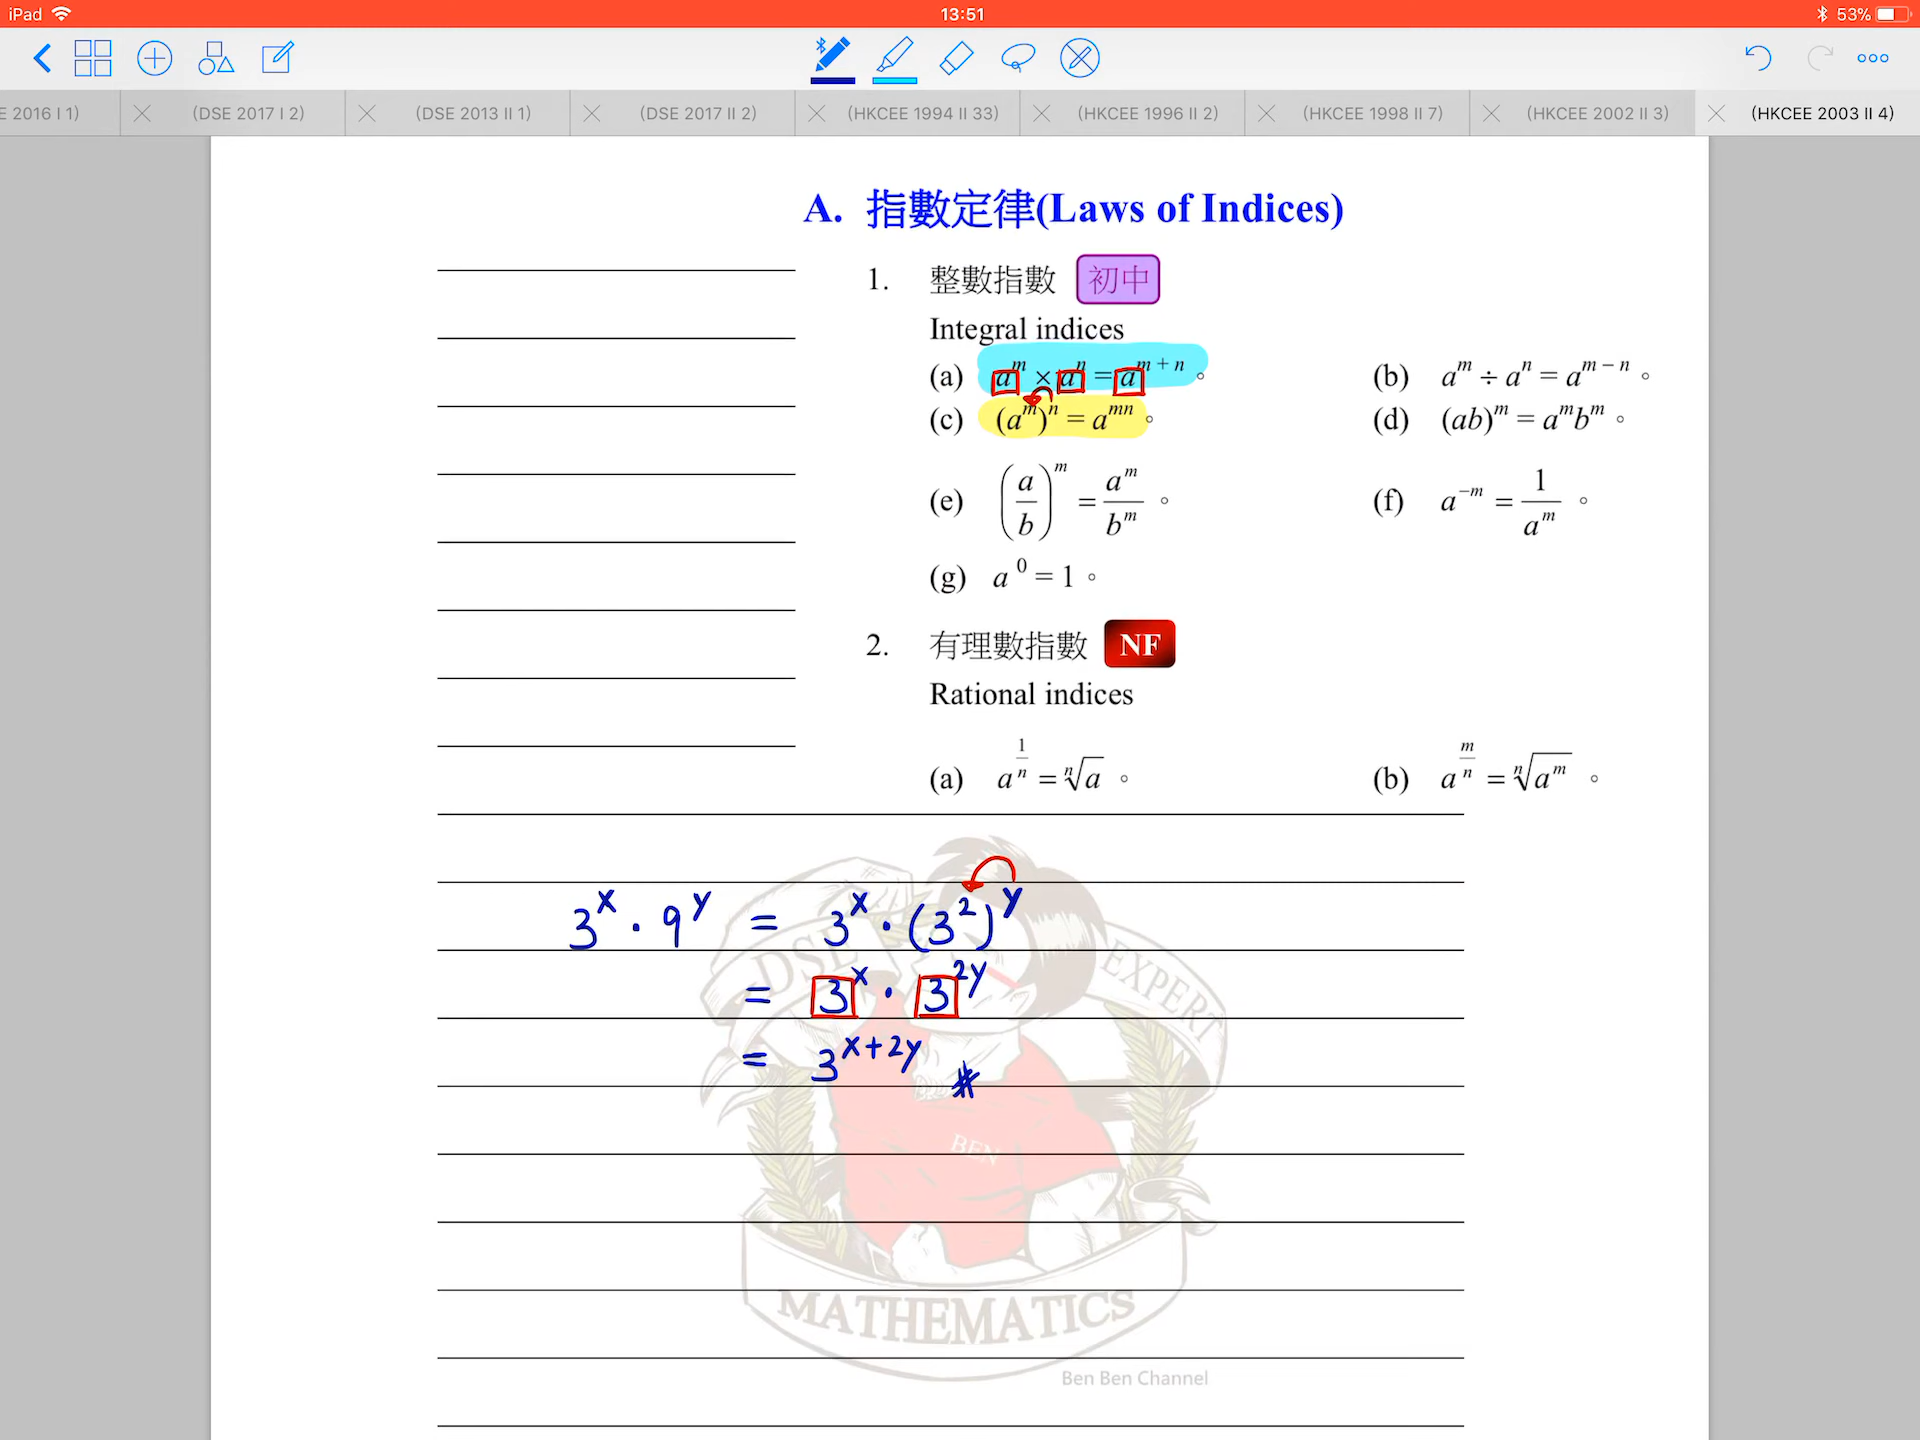 iPad 13:51 53%
E 2016 I 1) (DSE 2017 I 2) (DSE 2013 II 1) (DSE 2017 II 2) (HKCEE 1994 II 33) (HKCEE 1996 II 2) (HKCEE 1998 II 7) (HKCEE 2002 II 3) (HKCEE 2003 II 4)
A. 指數定律(Laws of Indices)
1. 整數指數 初中
Integral indices
(a) a^m × a^n = a^{m + n}。 (b) a^m ÷ a^n = a^{m − n}。
(c) (a^m)^n = a^{mn}。 (d) (ab)^m = a^m b^m。
(e) (a/b)^m = a^m/b^m。 (f) a^{−m} = 1/a^m。
(g) a^0 = 1。
2. 有理數指數 NF
Rational indices
(a) a^{1/n} = ⁿ√a。 (b) a^{m/n} = ⁿ√(a^m)。
3^x · 9^y = 3^x · (3^2)^y
= 3^x · 3^{2y}
= 3^{x+2y} #
DSE EXPERT
BEN
MATHEMATICS
Ben Ben Channel